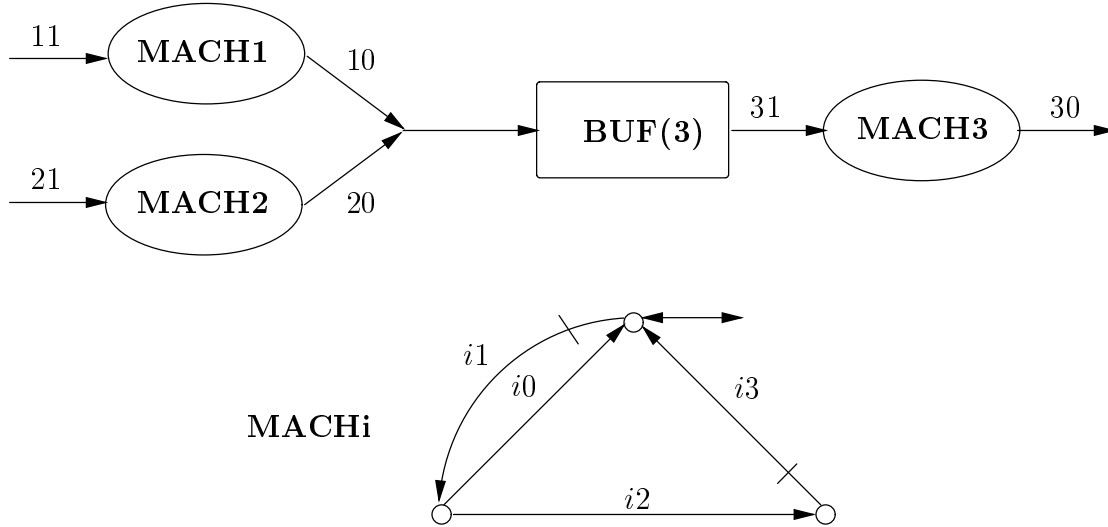 11
MACH1
10
21
MACH2
20
BUF(3)
31
MACH3
30
i1
i0
i3
MACHi
i2